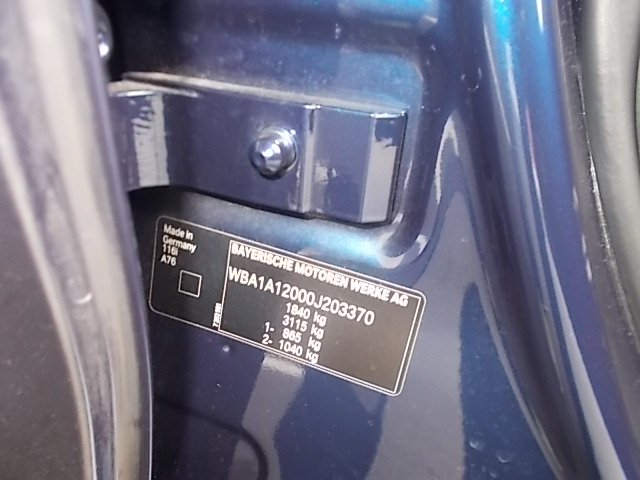 Made in
Germany
116i
A76
BAYERISCHE MOTOREN WERKE AG
WBA1A12000J203370
1840 kg
3115 kg
1- 865 kg
2- 1040 kg